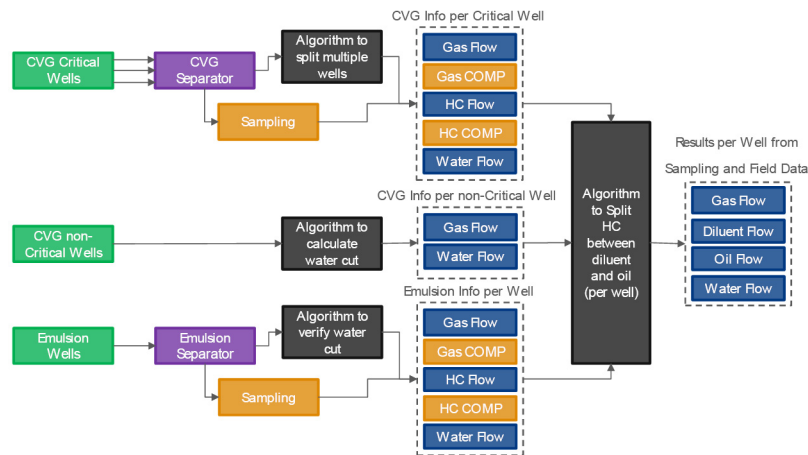 CVG Info per Critical Well
CVG Critical
Wells
CVG
Separator
Algorithm to
split multiple
wells
Sampling
Gas Flow
Gas COMP
HC Flow
HC COMP
Water Flow
CVG non-
Critical Wells
Algorithm to
calculate
water cut
CVG Info per non-Critical Well
Gas Flow
Water Flow
Emulsion
Wells
Emulsion
Separator
Algorithm to
verify water
cut
Sampling
Emulsion Info per Well
Gas Flow
Gas COMP
HC Flow
HC COMP
Water Flow
Algorithm
to Split
HC
between
diluent
and oil
(per well)
Results per Well from
Sampling and Field Data
Gas Flow
Diluent Flow
Oil Flow
Water Flow